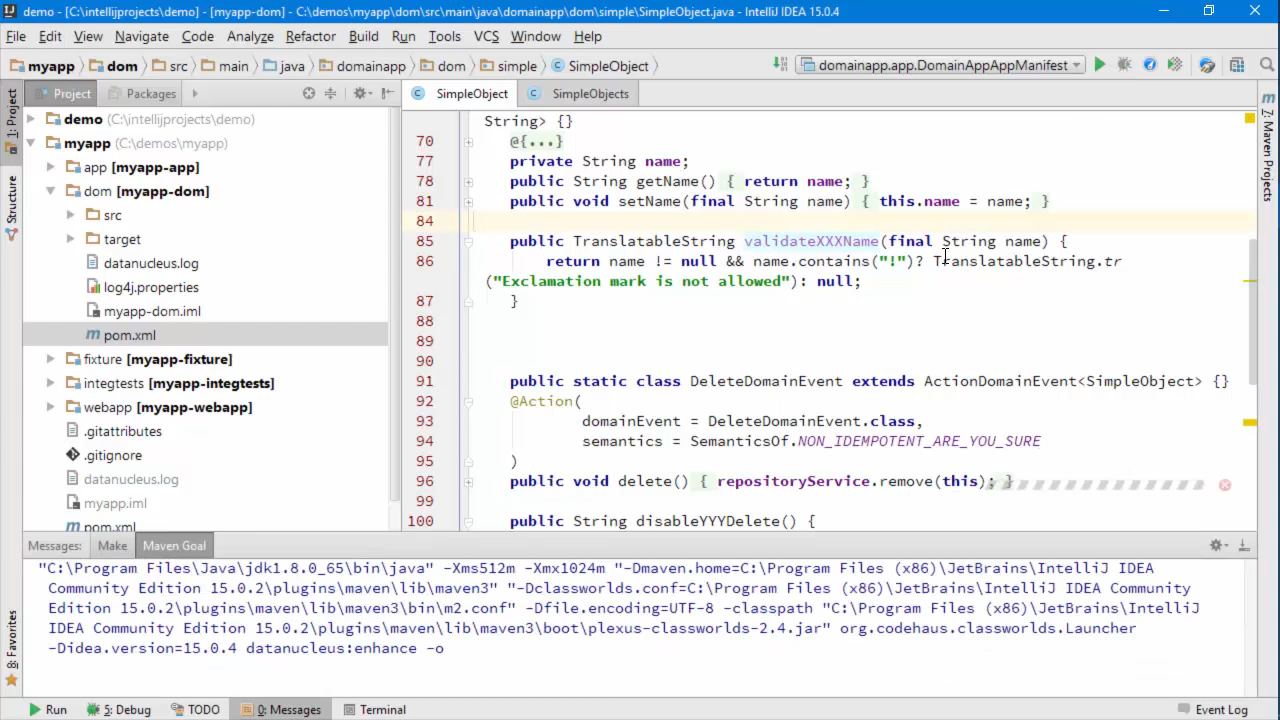 demo - [C:\intellijprojects\demo] - [myapp-dom] - C:\demos\myapp\dom\src\main\java\domainapp\dom\simple\SimpleObject.java - IntelliJ IDEA 15.0.4
File Edit View Navigate Code Analyze Refactor Build Run Tools VCS Window Help
myapp dom src main java domainapp dom simple SimpleObject domainapp.app.DomainAppAppManifest
1: Project
Structure
8: Favorites
Project Packages
demo (C:\intellijprojects\demo)
myapp (C:\demos\myapp)
app [myapp-app]
dom [myapp-dom]
src
target
datanucleus.log
log4j.properties
myapp-dom.iml
pom.xml
fixture [myapp-fixture]
integtests [myapp-integtests]
webapp [myapp-webapp]
.gitattributes
.gitignore
datanucleus.log
myapp.iml
pom.xml
SimpleObject SimpleObjects
String> {}
70 @{...}
77 private String name;
78 public String getName() { return name; }
81 public void setName(final String name) { this.name = name; }
84
85 public TranslatableString validateXXXName(final String name) {
86 return name != null && name.contains("!")? TranslatableString.tr
("Exclamation mark is not allowed"): null;
87 }
88
89
90
91 public static class DeleteDomainEvent extends ActionDomainEvent<SimpleObject> {}
92 @Action(
93 domainEvent = DeleteDomainEvent.class,
94 semantics = SemanticsOf.NON_IDEMPOTENT_ARE_YOU_SURE
95 )
96 public void delete() { repositoryService.remove(this); }
99
100 public String disableYYYDelete() {
Maven Projects
Messages: Make Maven Goal
"C:\Program Files\Java\jdk1.8.0_65\bin\java" -Xms512m -Xmx1024m "-Dmaven.home=C:\Program Files (x86)\JetBrains\IntelliJ IDEA
Community Edition 15.0.2\plugins\maven\lib\maven3" "-Dclassworlds.conf=C:\Program Files (x86)\JetBrains\IntelliJ IDEA Community
Edition 15.0.2\plugins\maven\lib\maven3\bin\m2.conf" -Dfile.encoding=UTF-8 -classpath "C:\Program Files (x86)\JetBrains\IntelliJ
IDEA Community Edition 15.0.2\plugins\maven\lib\maven3\boot\plexus-classworlds-2.4.jar" org.codehaus.classworlds.Launcher
-Didea.version=15.0.4 datanucleus:enhance -o
Run 5: Debug TODO 0: Messages Terminal Event Log